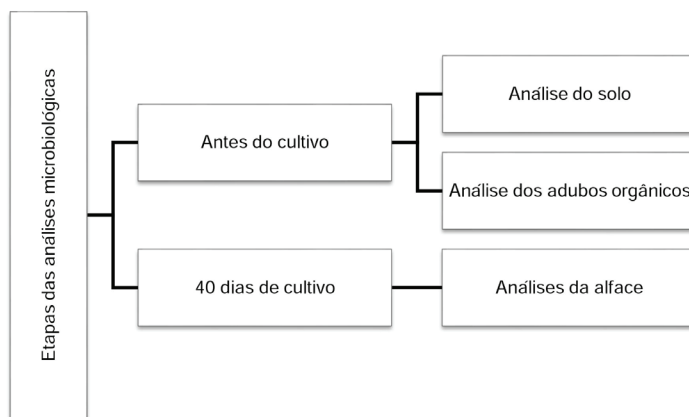 Etapas das análises microbiológicas
Antes do cultivo
Análise do solo
Análise dos adubos orgânicos
40 dias de cultivo
Análises da alface